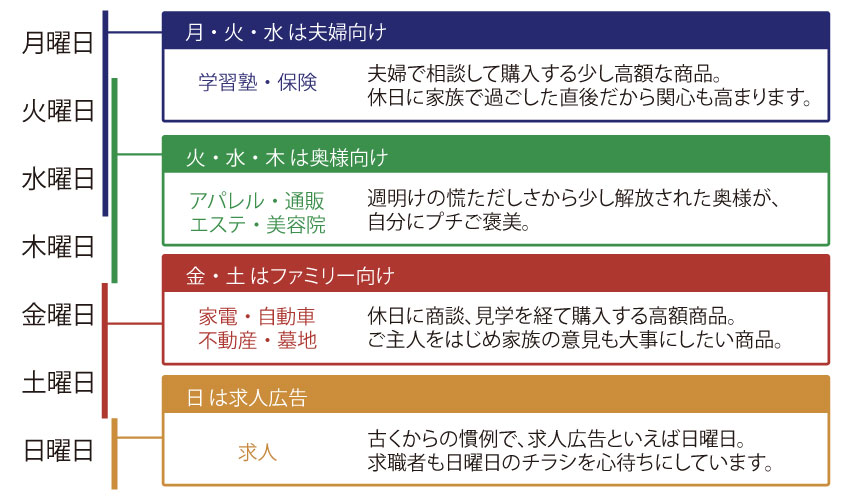 月曜日
火曜日
水曜日
木曜日
金曜日
土曜日
日曜日
月・火・水 は夫婦向け
学習塾・保険
夫婦で相談して購入する少し高額な商品。
休日に家族で過ごした直後だから関心も高まります。
火・水・木 は奥様向け
アパレル・通販
エステ・美容院
週明けの慌ただしさから少し解放された奥様が、
自分にプチご褒美。
金・土 はファミリー向け
家電・自動車
不動産・墓地
休日に商談、見学を経て購入する高額商品。
ご主人をはじめ家族の意見も大事にしたい商品。
日 は求人広告
求人
古くからの慣例で、求人広告といえば日曜日。
求職者も日曜日のチラシを心待ちにしています。